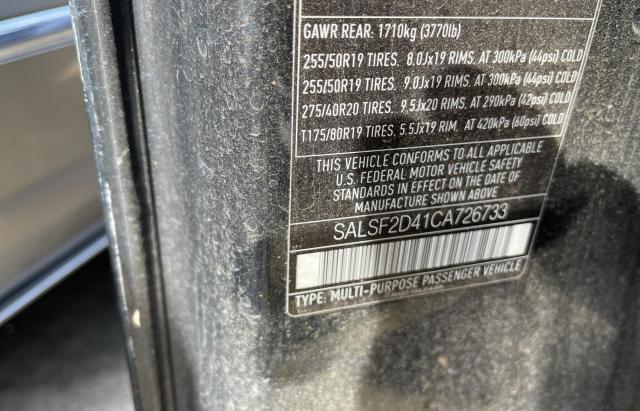 GAWR REAR: 1710kg (3770lb)
255/50R19 TIRES. 8.0Jx19 RIMS. AT 300kPa (44psi) COLD
255/50R19 TIRES. 9.0Jx19 RIMS. AT 300kPa (44psi) COLD
275/40R20 TIRES. 9.5Jx20 RIMS. AT 290kPa (42psi) COLD
T175/80R19 TIRES. 5.5Jx19 RIM. AT 420kPa (60psi) COLD
THIS VEHICLE CONFORMS TO ALL APPLICABLE
U.S. FEDERAL MOTOR VEHICLE SAFETY
STANDARDS IN EFFECT ON THE DATE OF
MANUFACTURE SHOWN ABOVE
SALSF2D41CA726733
TYPE: MULTI-PURPOSE PASSENGER VEHICLE